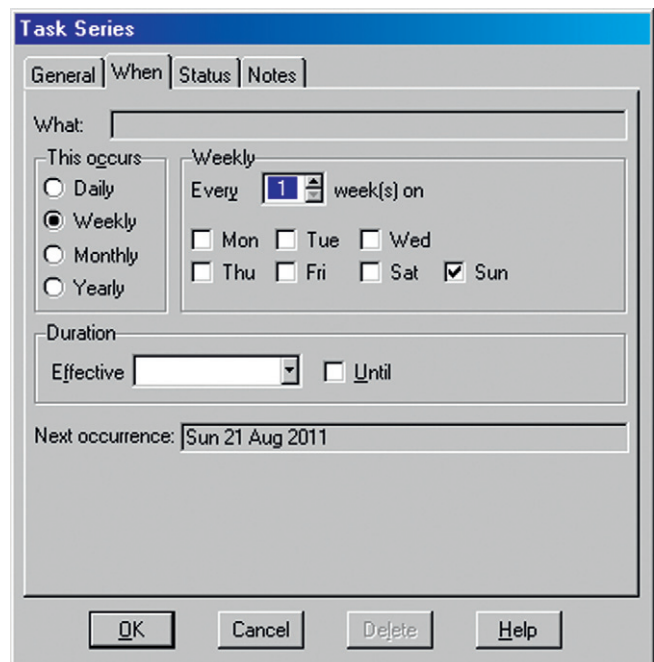 Task Series
General When Status Notes
What:
This occurs
Daily
Weekly
Monthly
Yearly
Weekly
Every 1 week(s) on
Mon Tue Wed
Thu Fri Sat Sun
Duration
Effective Until
Next occurrence: Sun 21 Aug 2011
OK Cancel Delete Help